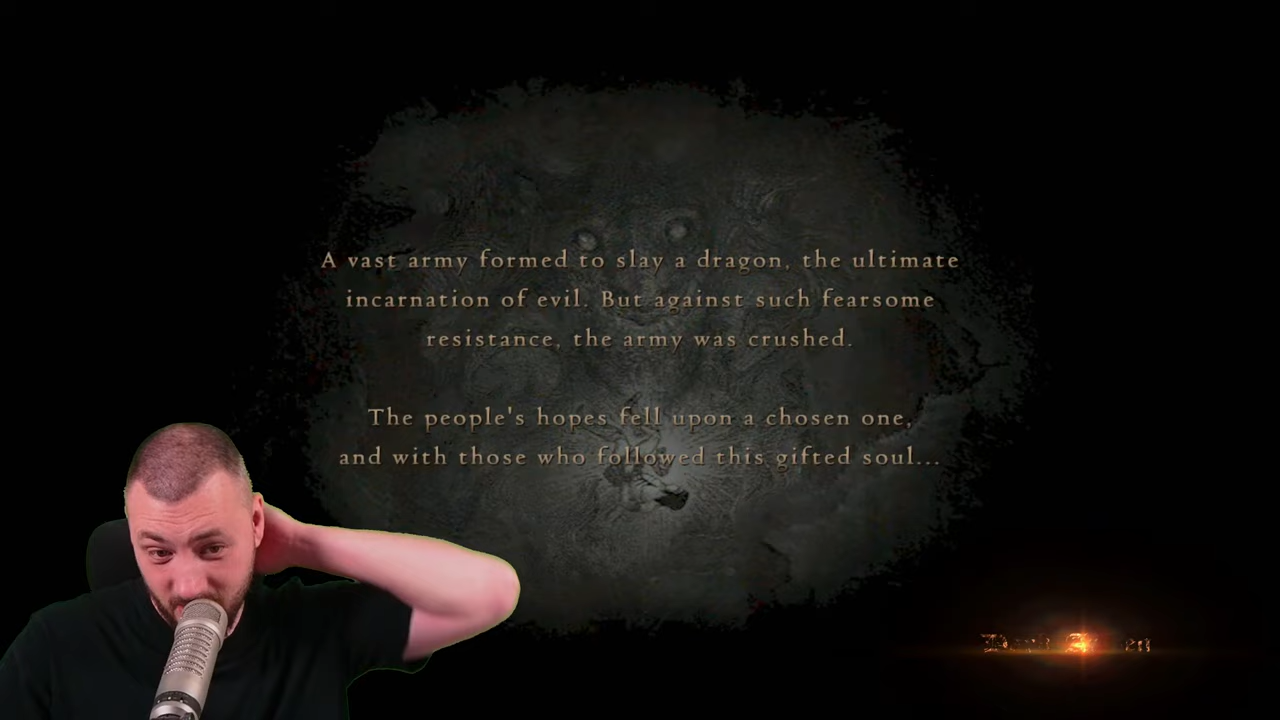 A vast army formed to slay a dragon, the ultimate
incarnation of evil. But against such fearsome
resistance, the army was crushed.
The people's hopes fell upon a chosen one,
and with those who followed this gifted soul...